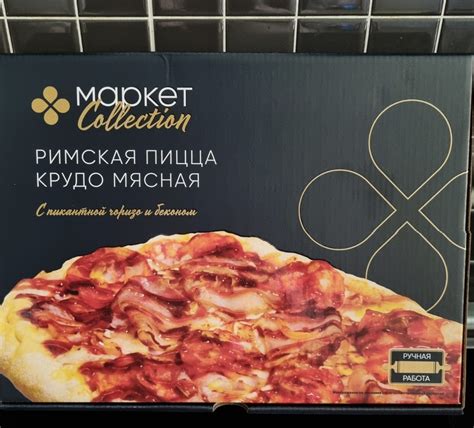 Маркет
Collection
РИМСКАЯ ПИЦЦА
КРУДО МЯСНАЯ
С пикантной чоризо и беконом
РУЧНАЯ
РАБОТА